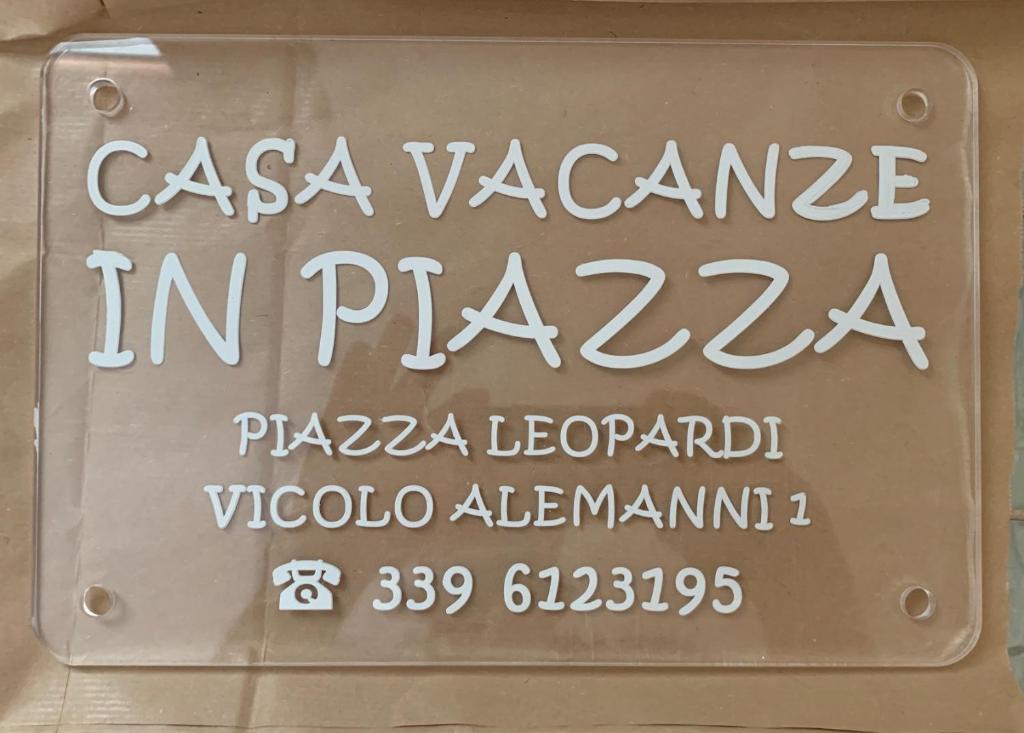 CASA VACANZE
IN PIAZZA
PIAZZA LEOPARDI
VICOLO ALEMANNI 1
☎ 339 6123195